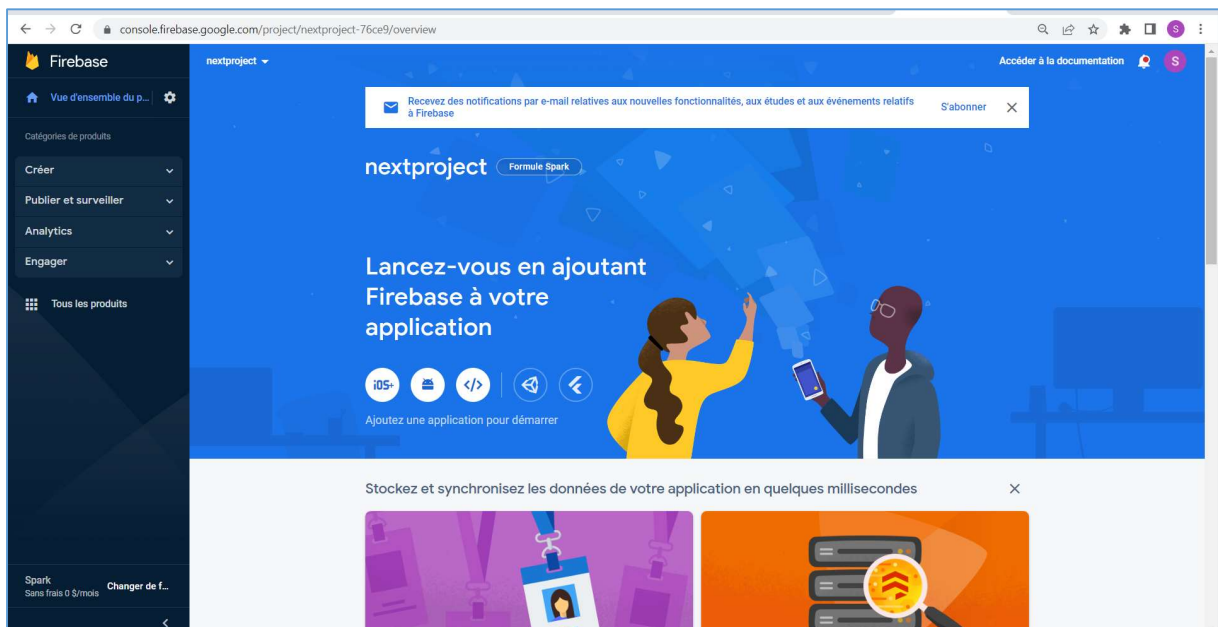 console.firebase.google.com/project/nextproject-76ce9/overview
S
Firebase
nextproject
Accéder à la documentation
S
Vue d'ensemble du p...
Recevez des notifications par e-mail relatives aux nouvelles fonctionnalités, aux études et aux événements relatifs
à Firebase
S'abonner
Catégories de produits
Créer
Publier et surveiller
Analytics
Engager
Tous les produits
nextproject
Formule Spark
Lancez-vous en ajoutant
Firebase à votre
application
iOS+
</>
Ajoutez une application pour démarrer
Stockez et synchronisez les données de votre application en quelques millisecondes
Spark
Sans frais 0 $/mois
Changer de f...